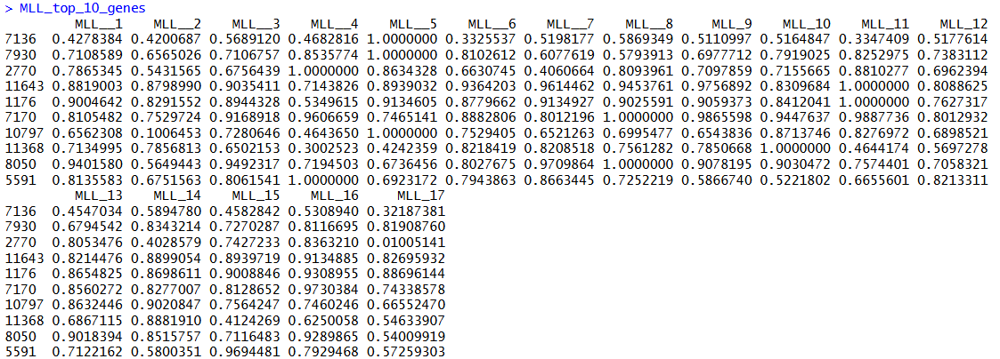 > MLL_top_10_genes
MLL__1 MLL__2 MLL__3 MLL__4 MLL__5 MLL__6 MLL__7 MLL__8 MLL_9 MLL_10 MLL_11 MLL_12
7136 0.4278384 0.4200687 0.5689120 0.4682816 1.0000000 0.3325537 0.5198177 0.5869349 0.5110997 0.5164847 0.3347409 0.5177614
7930 0.7108589 0.6565026 0.7106757 0.8535774 1.0000000 0.8102612 0.6077619 0.5793913 0.6977712 0.7919025 0.8252975 0.7383112
2770 0.7865345 0.5431565 0.6756439 1.0000000 0.8634328 0.6630745 0.4060664 0.8093961 0.7097859 0.7155665 0.8810277 0.6962394
11643 0.8819003 0.8798990 0.9035411 0.7143826 0.8939032 0.9364203 0.9614462 0.9453761 0.9756892 0.8309684 1.0000000 0.8088625
1176 0.9004642 0.8291552 0.8944328 0.5349615 0.9134605 0.8779662 0.9134927 0.9025591 0.9059373 0.8412041 1.0000000 0.7627317
7170 0.8105482 0.7529724 0.9168918 0.9606659 0.7465141 0.8882806 0.8012196 1.0000000 0.9865598 0.9447637 0.9887736 0.8012932
10797 0.6562308 0.1006453 0.7280646 0.4643650 1.0000000 0.7529405 0.6521263 0.6995477 0.6543836 0.8713746 0.8276972 0.6898521
11368 0.7134995 0.7856813 0.6502153 0.3002523 0.4242359 0.8218419 0.8208518 0.7561282 0.7850668 1.0000000 0.4644174 0.5697278
8050 0.9401580 0.5649443 0.9492317 0.7194503 0.6736456 0.8027675 0.9709864 1.0000000 0.9078195 0.9030472 0.7574401 0.7058321
5591 0.8135583 0.6751563 0.8061541 1.0000000 0.6923172 0.7943863 0.8663445 0.7252219 0.5866740 0.5221802 0.6655601 0.8213311
MLL_13 MLL_14 MLL_15 MLL_16 MLL_17
7136 0.4547034 0.5894780 0.4582842 0.5308940 0.32187381
7930 0.6794542 0.8343214 0.7270287 0.8116695 0.81908760
2770 0.8053476 0.4028579 0.7427233 0.8363210 0.01005141
11643 0.8214476 0.8899054 0.8939719 0.9134885 0.82695932
1176 0.8654825 0.8698611 0.9008846 0.9308955 0.88696144
7170 0.8560272 0.8277007 0.8128652 0.9730384 0.74338578
10797 0.8632446 0.9020847 0.7564247 0.7460246 0.66552470
11368 0.6867115 0.8881910 0.4124269 0.6250058 0.54633907
8050 0.9018394 0.8515757 0.7116483 0.9289865 0.54009919
5591 0.7122162 0.5800351 0.9694481 0.7929468 0.57259303